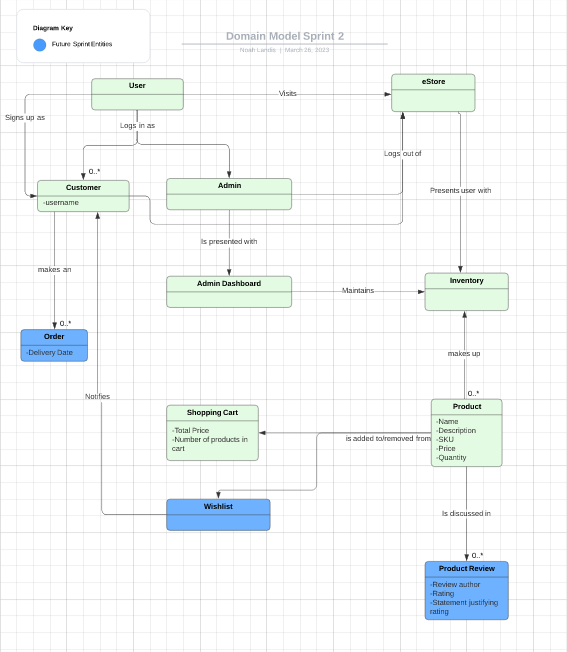 Diagram Key
Future Sprint Entities
Domain Model Sprint 2
Noah Landis | March 26, 2023
User
eStore
Visits
Signs up as
Logs in as
Logs out of
0..*
Customer
-username
Admin
Presents user with
Is presented with
makes an
Admin Dashboard
Maintains
Inventory
0..*
Order
-Delivery Date
makes up
Notifies
0..*
Shopping Cart
-Total Price
-Number of products in
cart
Product
-Name
-Description
-SKU
-Price
-Quantity
is added to/removed from
Wishlist
Is discussed in
0..*
Product Review
-Review author
-Rating
-Statement justifying
rating